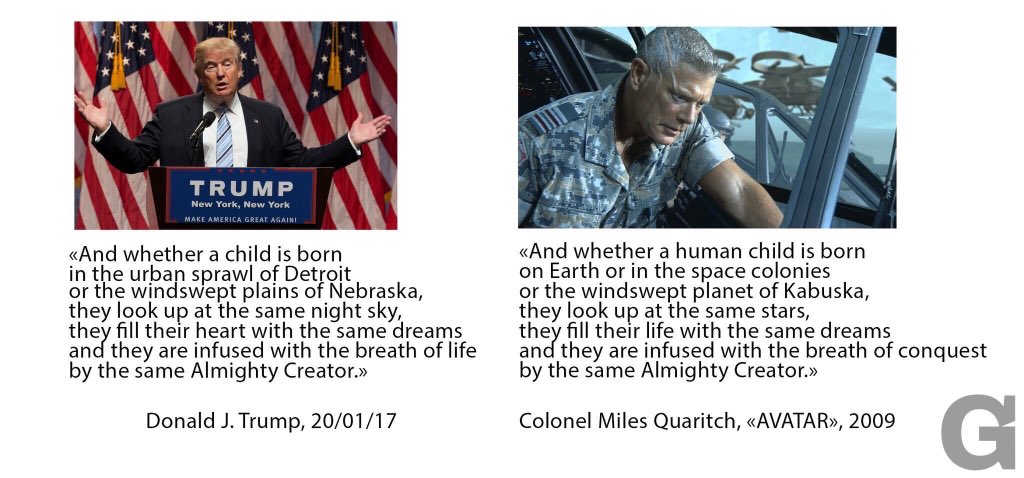 TRUMP
New York, New York
MAKE AMERICA GREAT AGAIN!
«And whether a child is born
in the urban sprawl of Detroit
or the windswept plains of Nebraska,
they look up at the same night sky,
they fill their heart with the same dreams
and they are infused with the breath of life
by the same Almighty Creator.»
Donald J. Trump, 20/01/17
«And whether a human child is born
on Earth or in the space colonies
or the windswept planet of Kabuska,
they look up at the same stars,
they fill their life with the same dreams
and they are infused with the breath of conquest
by the same Almighty Creator.»
Colonel Miles Quaritch, «AVATAR», 2009
G